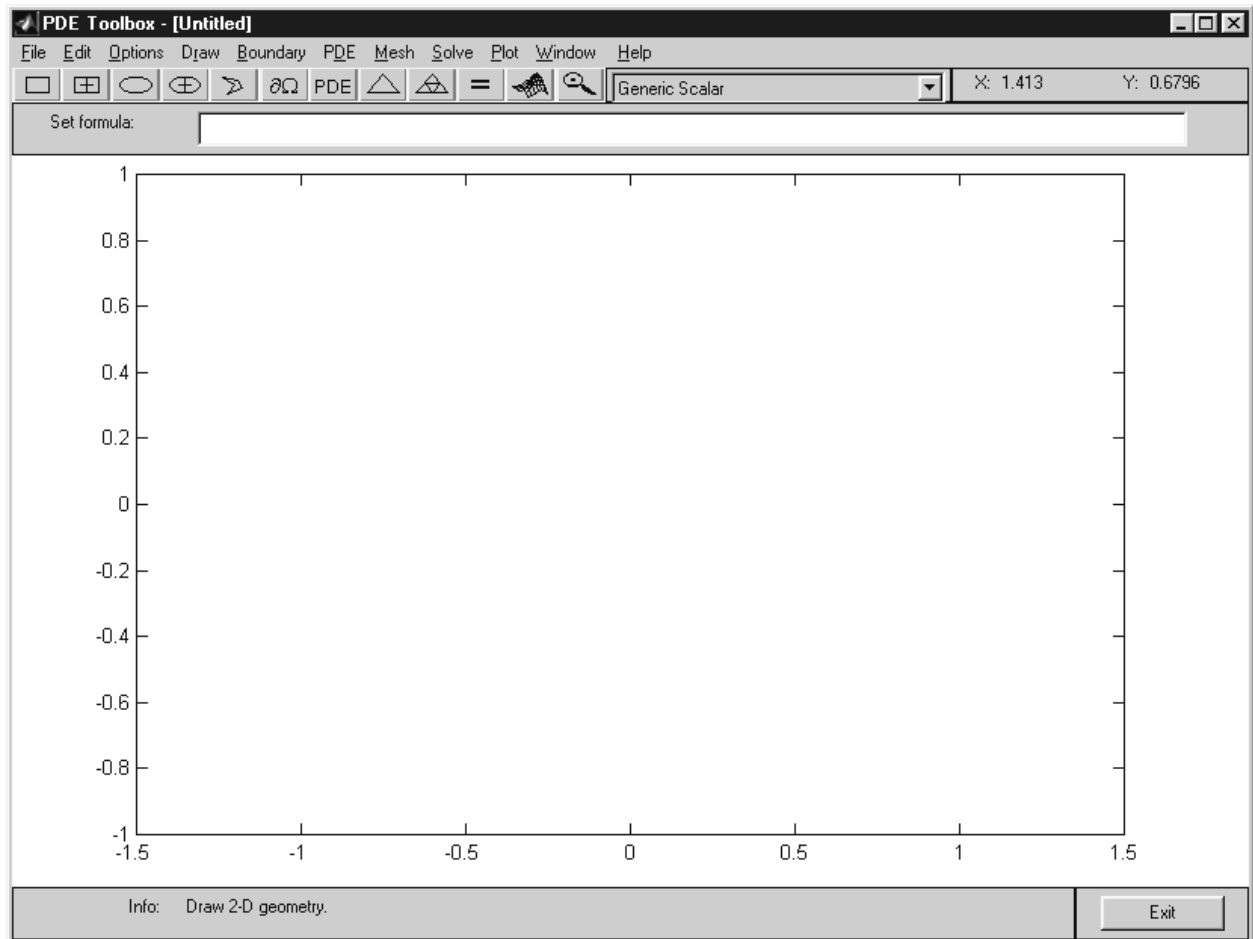 PDE Toolbox - [Untitled]
File Edit Options Draw Boundary PDE Mesh Solve Plot Window Help
∂Ω PDE = Generic Scalar X: 1.413 Y: 0.6796
Set formula:
1
0.8
0.6
0.4
0.2
0
-0.2
-0.4
-0.6
-0.8
-1
-1.5 -1 -0.5 0 0.5 1 1.5
Info: Draw 2-D geometry. Exit